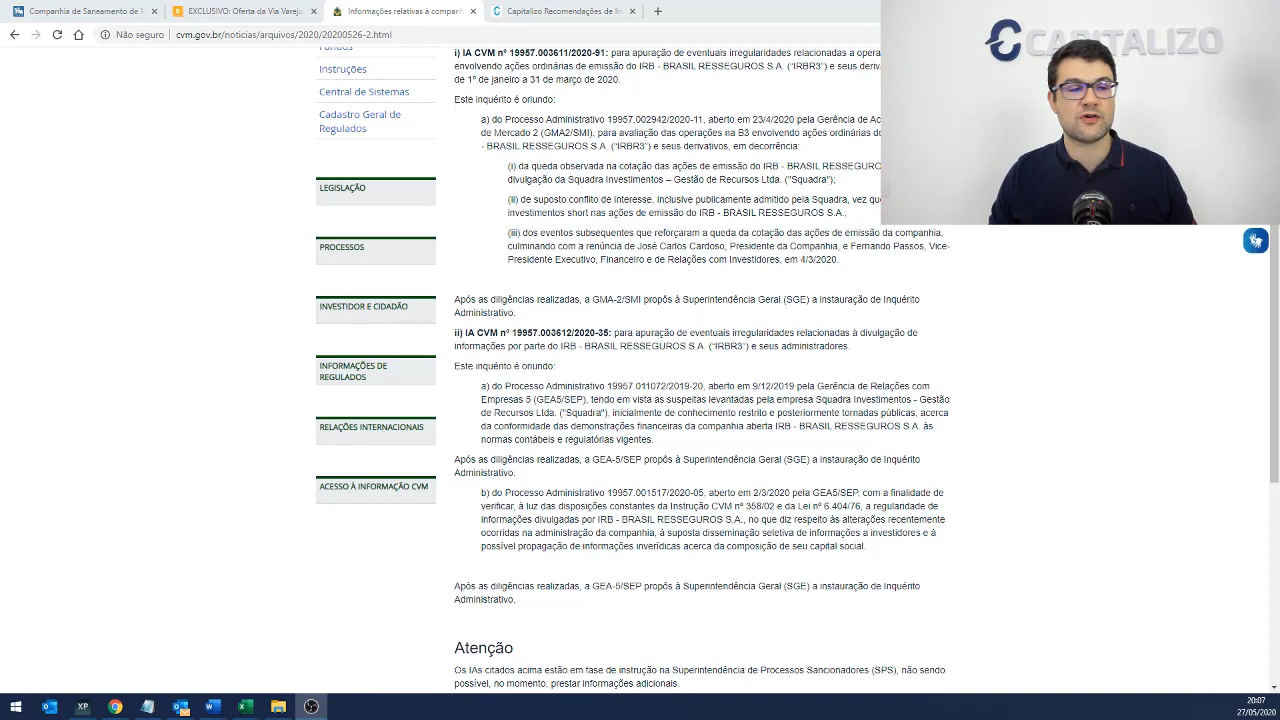 Companhia de Saneamento de
EXCLUSIVO: Oferta da Via Varejo
Informações relativas à companh
Capitalizo Recomendações de In
Não seguro
cvm.gov.br/noticias/arquivos/2020/20200526-2.html
CAPITALIZO
Fundos
Instruções
Central de Sistemas
Cadastro Geral de
Regulados
LEGISLAÇÃO
PROCESSOS
INVESTIDOR E CIDADÃO
INFORMAÇÕES DE
REGULADOS
RELAÇÕES INTERNACIONAIS
ACESSO À INFORMAÇÃO CVM
i) IA CVM nº 19957.003611/2020-91: para apuração de eventuais irregularidades relacionadas a
envolvendo ações ordinárias de emissão do IRB - BRASIL RESSEGUROS S.A. (“IRBR3”) e seus
de 1º de janeiro a 31 de março de 2020.
Este inquérito é oriundo:
a) do Processo Administrativo 19957.002942/2020-11, aberto em 23/4/2020 pela Gerência de
de Mercado 2 (GMA2/SMI), para avaliação das operações na B3 envolvendo ações ordinárias
- BRASIL RESSEGUROS S.A. (“IRBR3”) e seus derivativos, em decorrência:
(i) da queda observada na cotação das ações de emissão do IRB - BRASIL
divulgação da Squadra Investimentos – Gestão de Recursos Ltda. ("Squadra");
(ii) de suposto conflito de interesse, inclusive publicamente admitido pela Squadra, vez
investimentos short nas ações de emissão do IRB - BRASIL RESSEGUROS S.A.;
(iii) dos eventos subsequentes que reforçaram a queda da cotação das ações de emissão da companhia,
culminando com a renúncia de José Carlos Cardoso, Presidente da Companhia, e Fernando Passos, Vice-
Presidente Executivo, Financeiro e de Relações com Investidores, em 4/3/2020.
Após as diligências realizadas, a GMA-2/SMI propôs à Superintendência Geral (SGE) a instauração de Inquérito
Administrativo.
ii) IA CVM nº 19957.003612/2020-35: para apuração de eventuais irregularidades relacionadas à divulgação de
informações por parte do IRB - BRASIL RESSEGUROS S.A. (“IRBR3”) e seus administradores.
Este inquérito é oriundo:
a) do Processo Administrativo 19957.011072/2019-20, aberto em 9/12/2019 pela Gerência de Relações com
Empresas 5 (GEA5/SEP), tendo em vista as suspeitas levantadas pela empresa Squadra Investimentos - Gestão
de Recursos Ltda. ("Squadra"), inicialmente de conhecimento restrito e posteriormente tornadas públicas, acerca
da conformidade das demonstrações financeiras da companhia aberta IRB - BRASIL RESSEGUROS S.A. às
normas contábeis e regulatórias vigentes.
Após as diligências realizadas, a GEA-5/SEP propôs à Superintendência Geral (SGE) a instauração de Inquérito
Administrativo.
b) do Processo Administrativo 19957.001517/2020-05, aberto em 2/3/2020 pela GEA5/SEP, com a finalidade de
verificar, à luz das disposições constantes da Instrução CVM nº 358/02 e da Lei nº 6.404/76, a regularidade de
informações divulgadas por IRB - BRASIL RESSEGUROS S.A., no que diz respeito às alterações recentemente
ocorridas na administração da companhia, à suposta disseminação seletiva de informações a investidores e à
possível propagação de informações inverídicas acerca da composição de seu capital social.
Após as diligências realizadas, a GEA-5/SEP propôs à Superintendência Geral (SGE) a instauração de Inquérito
Administrativo.
Atenção
Os IAs citados acima estão em fase de instrução na Superintendência de Processos Sancionadores (SPS), não sendo
possível, no momento, prestar informações adicionais.
XP
20:07
27/05/2020